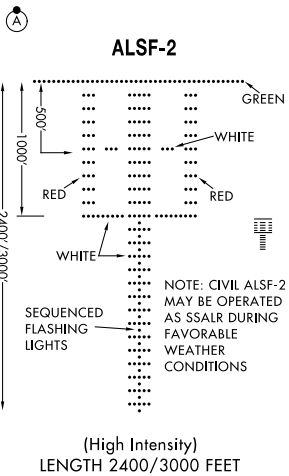 A
ALSF-2
GREEN
500'
1000'
WHITE
RED
RED
2400'/3000'
WHITE
NOTE: CIVIL ALSF-2
MAY BE OPERATED
AS SSALR DURING
FAVORABLE
WEATHER
CONDITIONS
SEQUENCED
FLASHING
LIGHTS
(High Intensity)
LENGTH 2400/3000 FEET